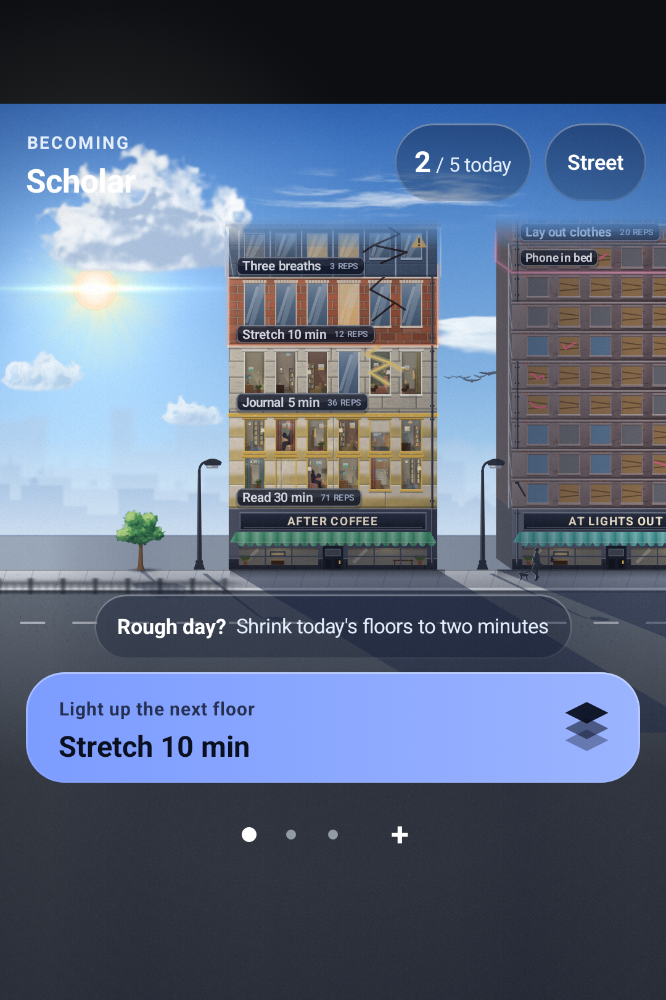 BECOMING
Scholar
2 / 5 today
Street
Lay out clothes 20 REPS
Phone in bed
Three breaths 3 REPS
Stretch 10 min 12 REPS
Journal 5 min 36 REPS
Read 30 min 71 REPS
AFTER COFFEE
AT LIGHTS OUT
Rough day? Shrink today's floors to two minutes
Light up the next floor
Stretch 10 min